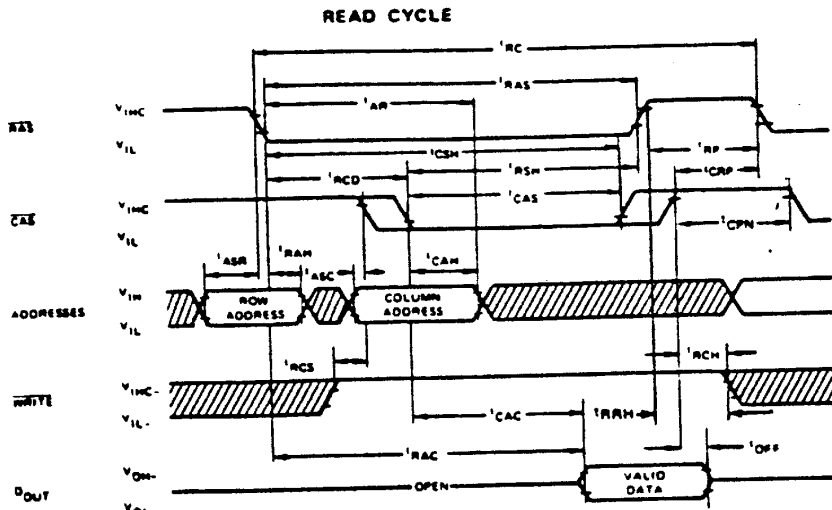 READ CYCLE
tRC
tRAS
tAR
RAS
VIHC
VIL
tCSH
tRP
tRCD
tRSH
tCRP
tCAS
CAS
VIHC
VIL
tCPN
tASR
tRAH
tASC
tCAH
ADDRESSES
VIH
VIL
ROW ADDRESS
COLUMN ADDRESS
tRCS
tRCH
WRITE
VIHC-
VIL-
tCAC
tRRH
tRAC
tOFF
DOUT
VOH-
OPEN
VALID DATA